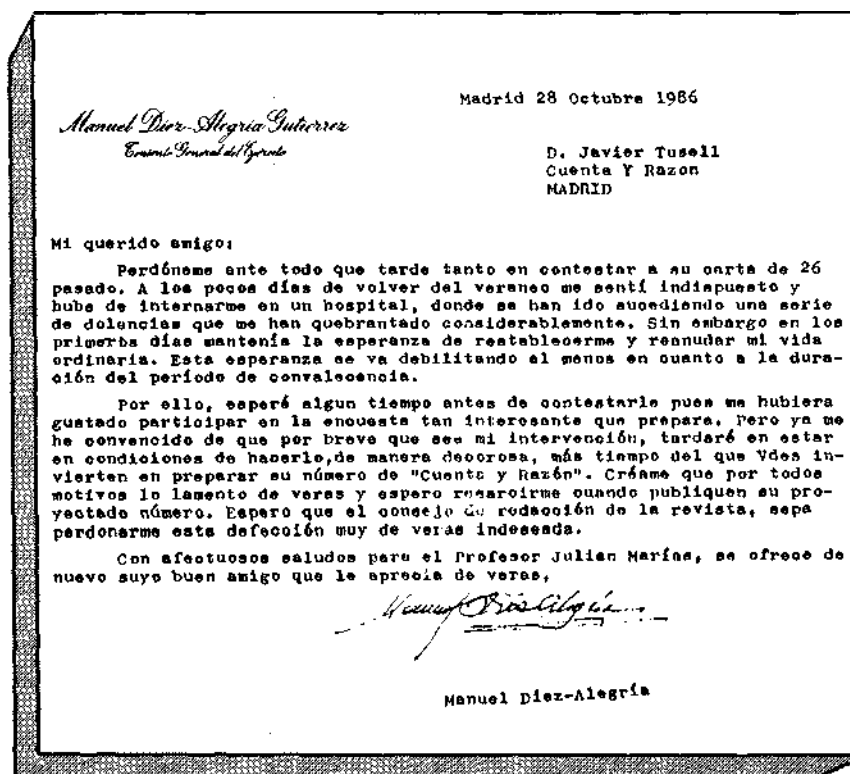 Madrid 28 Octubre 1986
Manuel Díez-Alegría Gutiérrez
Teniente General del Ejército
D. Javier Tusell
Cuenta Y Razon
MADRID
Mi querido amigo:
Perdóneme ante todo que tarde tanto en contestar a su carta de 26
pasado. A los pocos días de volver del veraneo me sentí indispuesto y
hube de internarme en un hospital, donde se han ido sucediendo una serie
de dolencias que me han quebrantado considerablemente. Sin embargo en los
primeros días mantenía la esperanza de restablecerme y reanudar mi vida
ordinaria. Esta esperanza se va debilitando al menos en cuanto a la dura-
ción del período de convalecencia.
Por ello, esperé algun tiempo antes de contestarle pues me hubiera
gustado participar en la encuesta tan interesante que prepara. Pero ya me
he convencido de que por breve que sea mi intervención, tardaré en estar
en condiciones de hacerlo,de manera decorosa, más tiempo del que Vdes in-
vierten en preparar su número de "Cuenta y Razón". Créame que por todos
motivos lo lamento de veras y espero resarcirme cuando publiquen su pro-
yectado número. Espero que el consejo de redacción de la revista, sepa
perdonarme esta defección muy de veras indeseada.
Con afectuosos saludos para el Profesor Julian Marías, se ofrece de
nuevo suyo buen amigo que le aprecia de veras,
Manuel Díez Alegría
Manuel Díez-Alegría